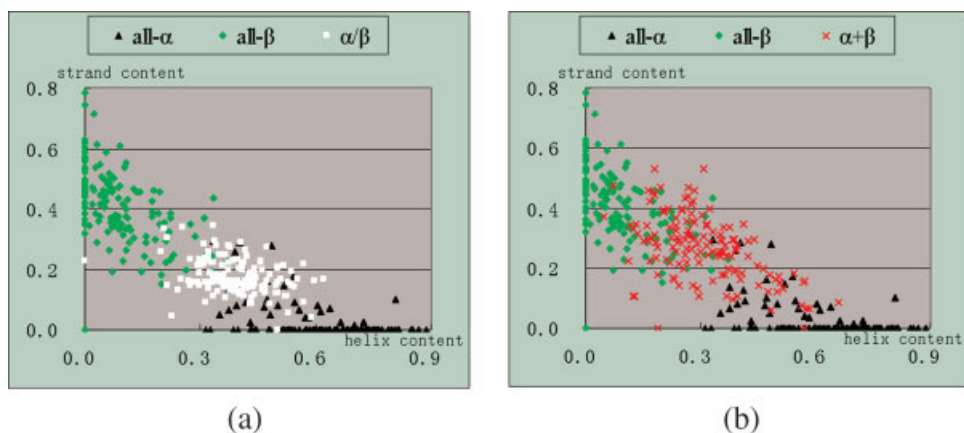 all-α all-β α/β
strand content
0.8
0.6
0.4
0.2
0.0
helix content
0.0 0.3 0.6 0.9
(a)
all-α all-β α+β
strand content
0.8
0.6
0.4
0.2
0.0
helix content
0.0 0.3 0.6 0.9
(b)